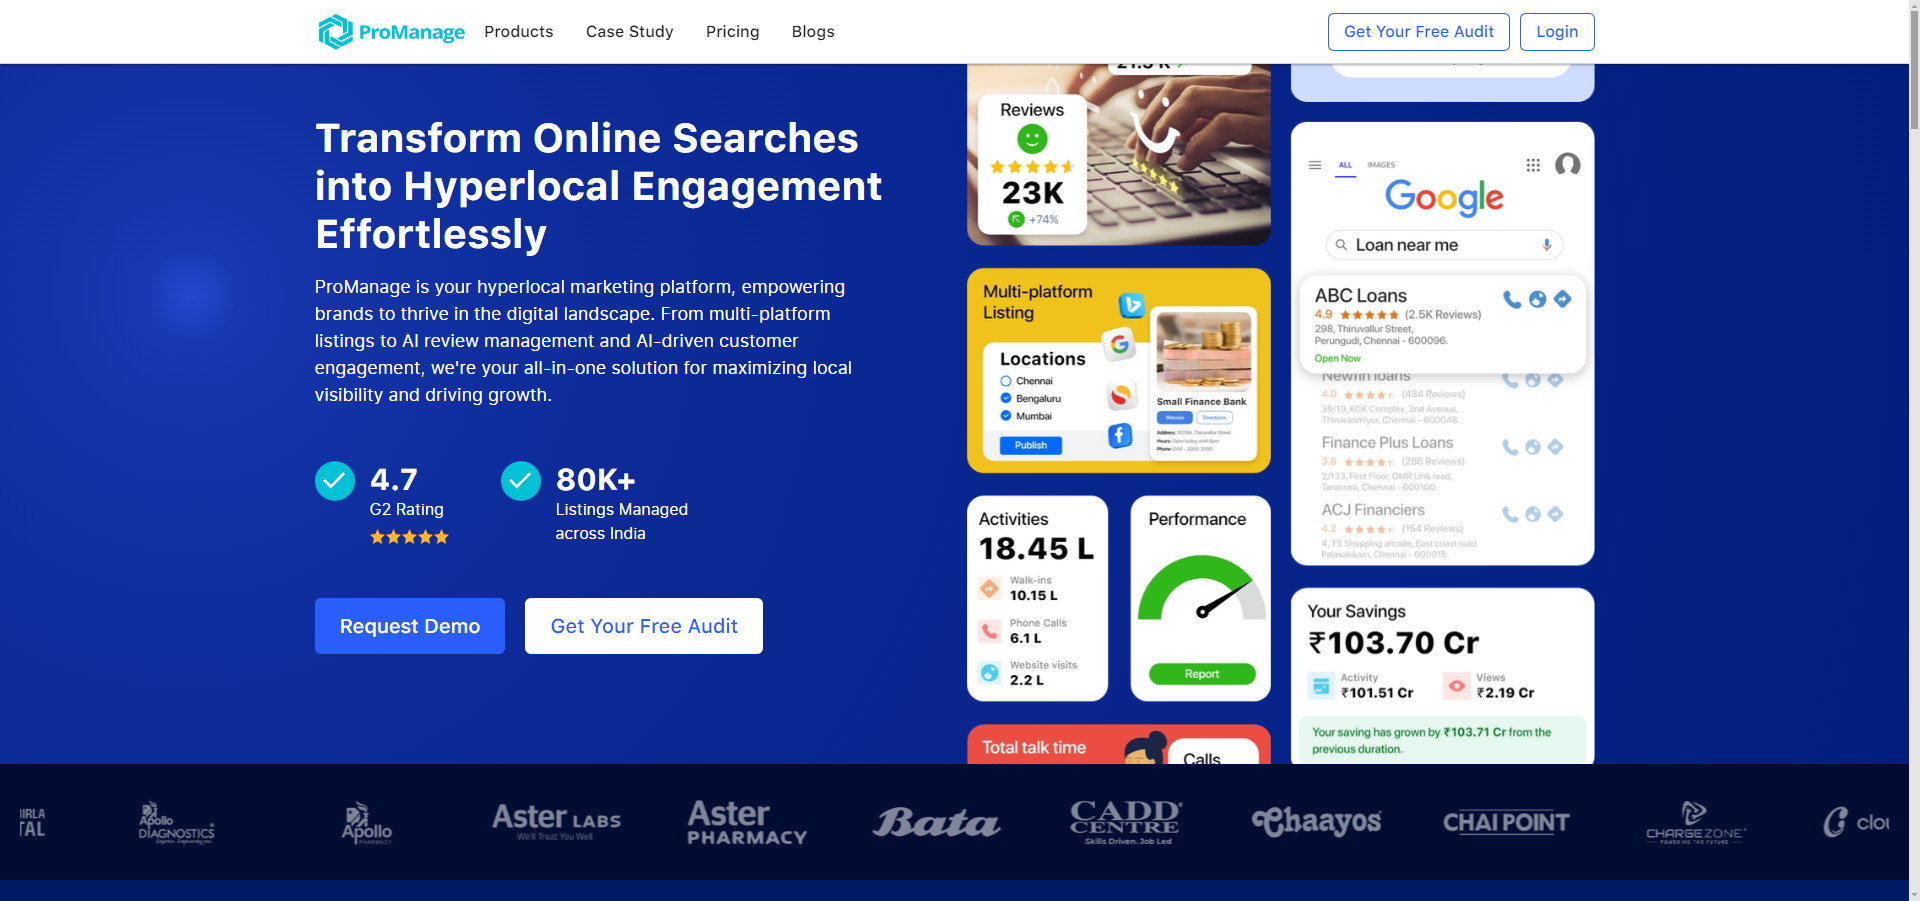 ProManage
Products
Case Study
Pricing
Blogs
Get Your Free Audit
Login
Transform Online Searches
into Hyperlocal Engagement
Effortlessly
ProManage is your hyperlocal marketing platform, empowering
brands to thrive in the digital landscape. From multi-platform
listings to AI review management and AI-driven customer
engagement, we're your all-in-one solution for maximizing local
visibility and driving growth.
4.7
G2 Rating
80K+
Listings Managed
across India
Request Demo
Get Your Free Audit
Reviews
23K
+74%
Multi-platform
Listing
Locations
Chennai
Bengaluru
Mumbai
Publish
Small Finance Bank
Website
Directions
Activities
18.45 L
Walk-ins
10.15 L
Phone Calls
6.1 L
Website visits
2.2 L
Performance
Report
Total talk time
Calls
ALL
IMAGES
Google
Loan near me
ABC Loans
4.9
(2.5K Reviews)
298, Thiruvallur Street,
Perungudi, Chennai - 600096.
Open Now
Newfin loans
4.0
(434 Reviews)
39/19, KCK Complex, 2nd Avenue,
Thiruvanmiyur, Chennai - 600048.
Finance Plus Loans
3.8
(286 Reviews)
2/133, First Floor, OMR Link road,
Taramani, Chennai - 600100.
ACJ Financiers
4.2
(154 Reviews)
4, TS Shopping arcade, East coast road
Palavakkam, Chennai - 600015.
Your Savings
₹103.70 Cr
Activity
₹101.51 Cr
Views
₹2.19 Cr
Your saving has grown by ₹103.71 Cr from the
previous duration.
Apollo
DIAGNOSTICS
Expertise. Empowering you.
Apollo
PHARMACY
Aster LABS
We'll Treat You Well
Aster
PHARMACY
Bata
CADD
CENTRE
Skills Driven. Job Led
Chaayos
CHAI POINT
CHARGE ZONE
POWERING THE FUTURE